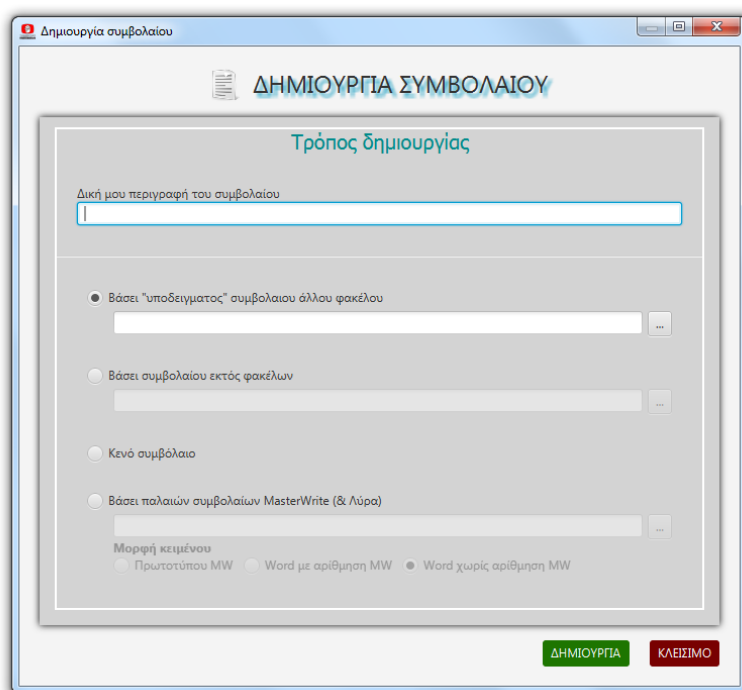 Δημιουργία συμβολαίου
ΔΗΜΙΟΥΡΓΙΑ ΣΥΜΒΟΛΑΙΟΥ
Τρόπος δημιουργίας
Δική μου περιγραφή του συμβολαίου
Βάσει "υποδειγματος" συμβολαιου άλλου φακέλου
...
Βάσει συμβολαίου εκτός φακέλων
...
Κενό συμβόλαιο
Βάσει παλαιών συμβολαίων MasterWrite (& Λύρα)
...
Μορφή κειμένου
Πρωτοτύπου MW Word με αρίθμηση MW Word χωρίς αρίθμηση MW
ΔΗΜΙΟΥΡΓΙΑ ΚΛΕΙΣΙΜΟ